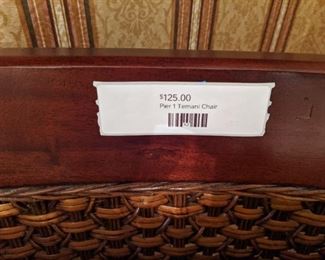 $125.00
Pier 1 Temani Chair